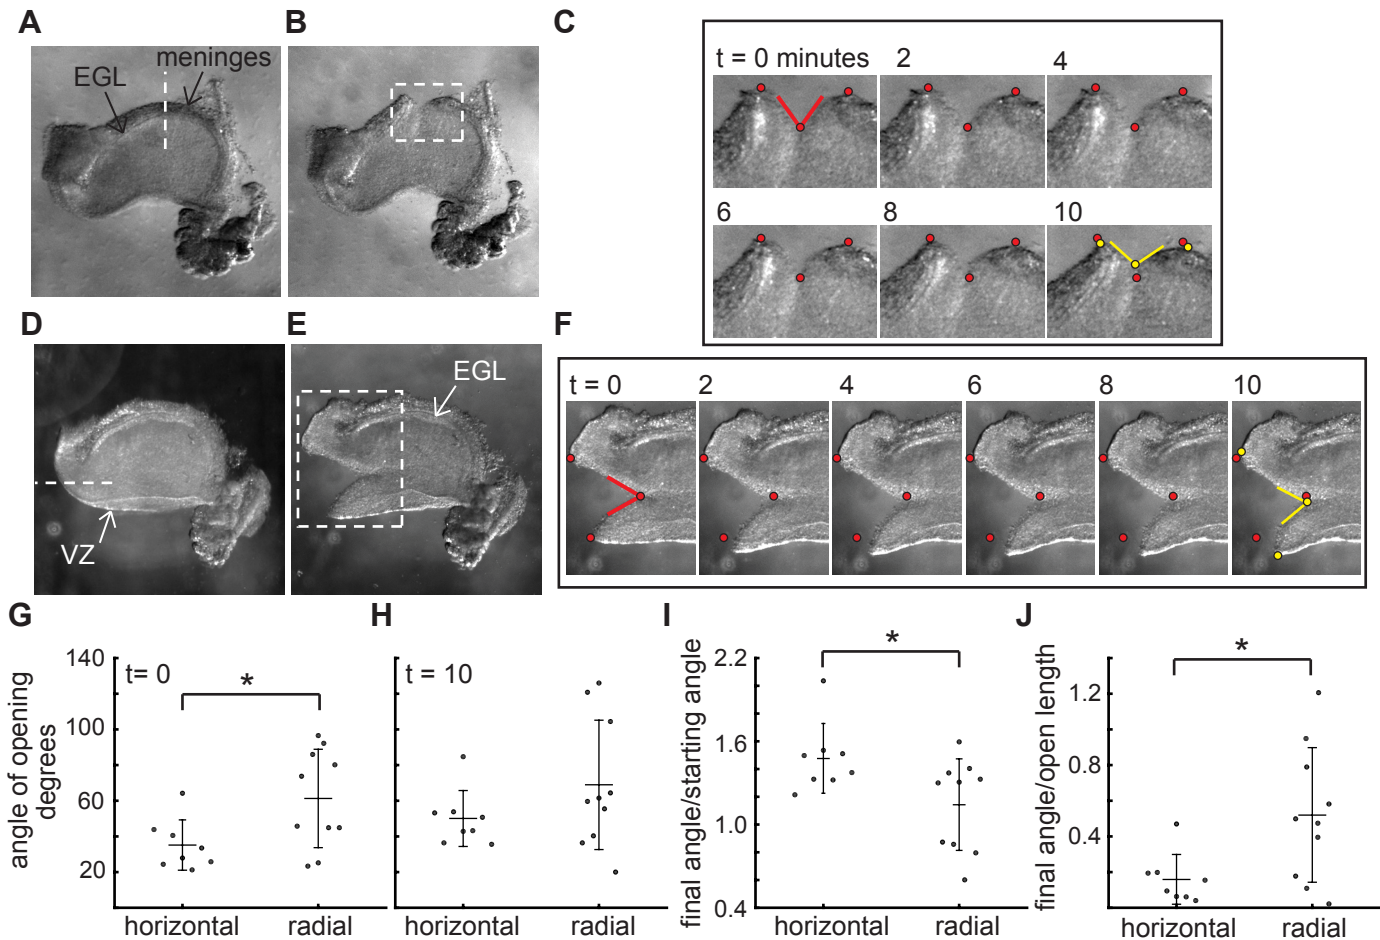 A
B
C
meninges
EGL
t = 0 minutes
2
4
6
8
10
D
E
F
EGL
VZ
t = 0
2
4
6
8
10
G
H
I
J
angle of opening
degrees
140
100
60
20
t= 0
*
horizontal
radial
t = 10
horizontal
radial
final angle/starting angle
2.2
1.6
1.0
0.4
*
horizontal
radial
final angle/open length
1.2
0.8
0.4
*
horizontal
radial